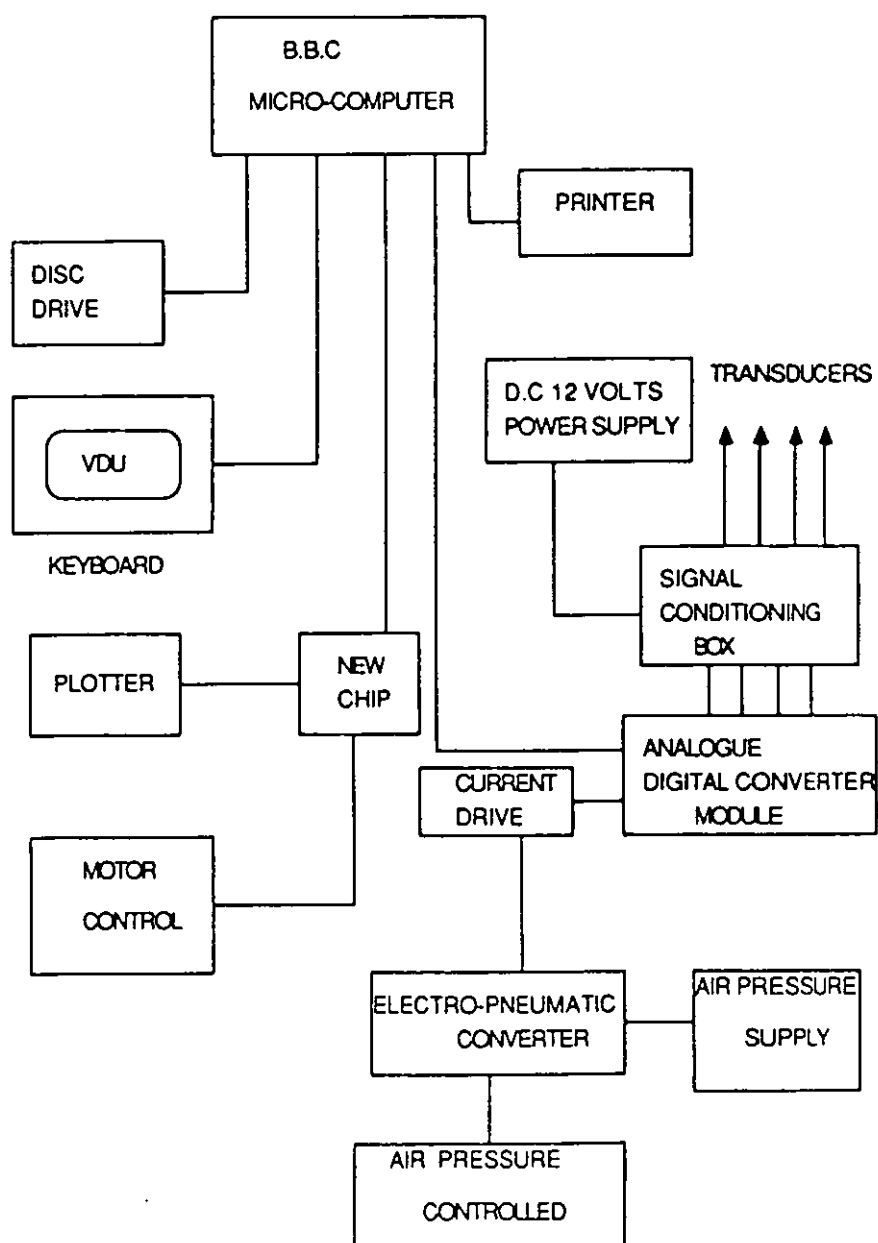 B.B.C
MICRO-COMPUTER
PRINTER
DISC
DRIVE
D.C 12 VOLTS
POWER SUPPLY
TRANSDUCERS
VDU
KEYBOARD
SIGNAL
CONDITIONING
BOX
PLOTTER
NEW
CHIP
ANALOGUE
DIGITAL CONVERTER
MODULE
CURRENT
DRIVE
MOTOR
CONTROL
ELECTRO-PNEUMATIC
CONVERTER
AIR PRESSURE
SUPPLY
AIR PRESSURE
CONTROLLED